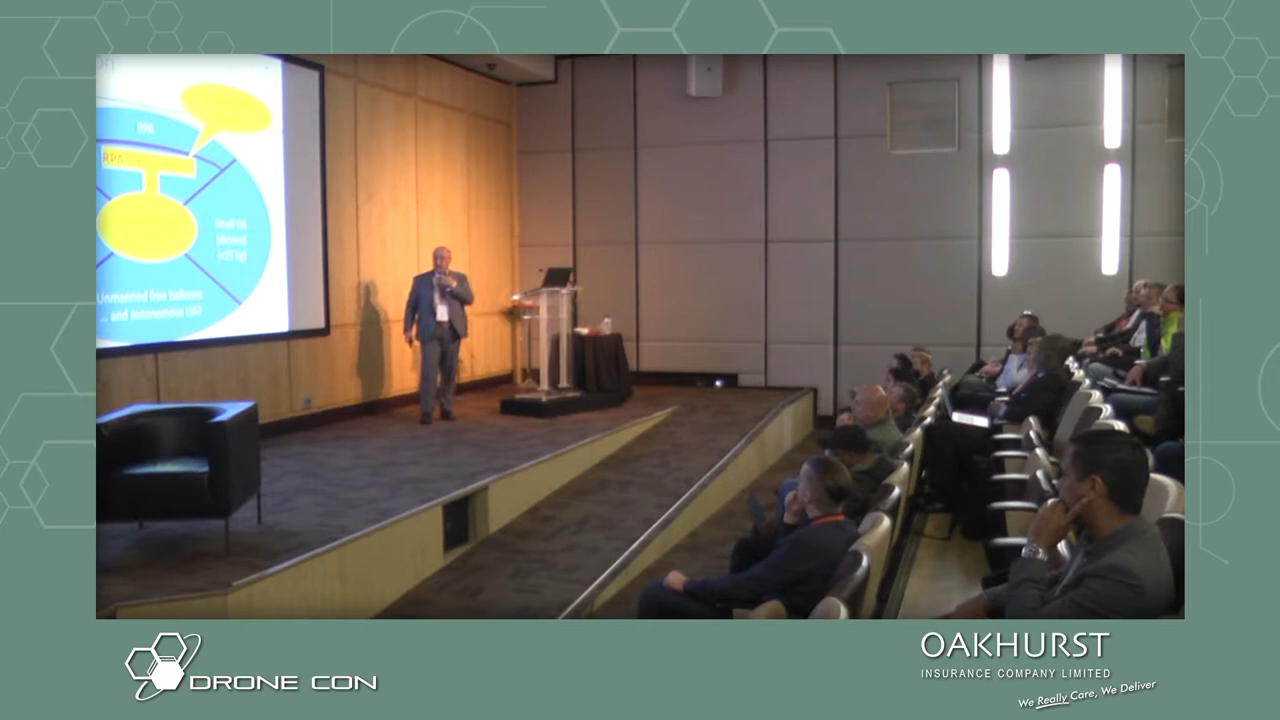 RPA
RPA
Small UA
(drones)
(<25 kg)
Unmanned free balloons
... and autonomous UA?
DRONE CON
OAKHURST
INSURANCE COMPANY LIMITED
We Really Care, We Deliver